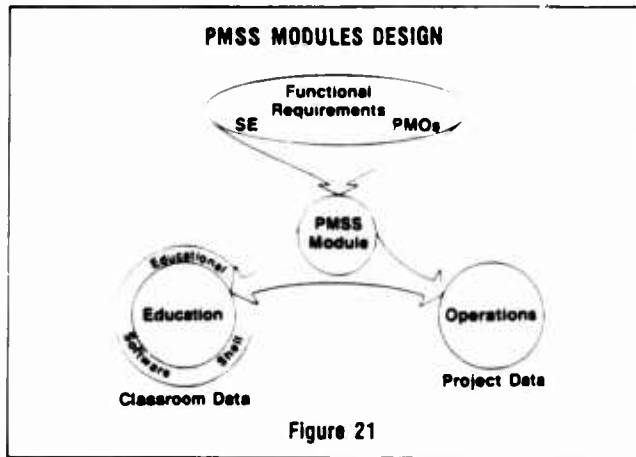 PMSS MODULES DESIGN
Functional
Requirements
SE PMOs
PMSS
Module
Educational
Education
Software Shell
Operations
Classroom Data
Project Data
Figure 21